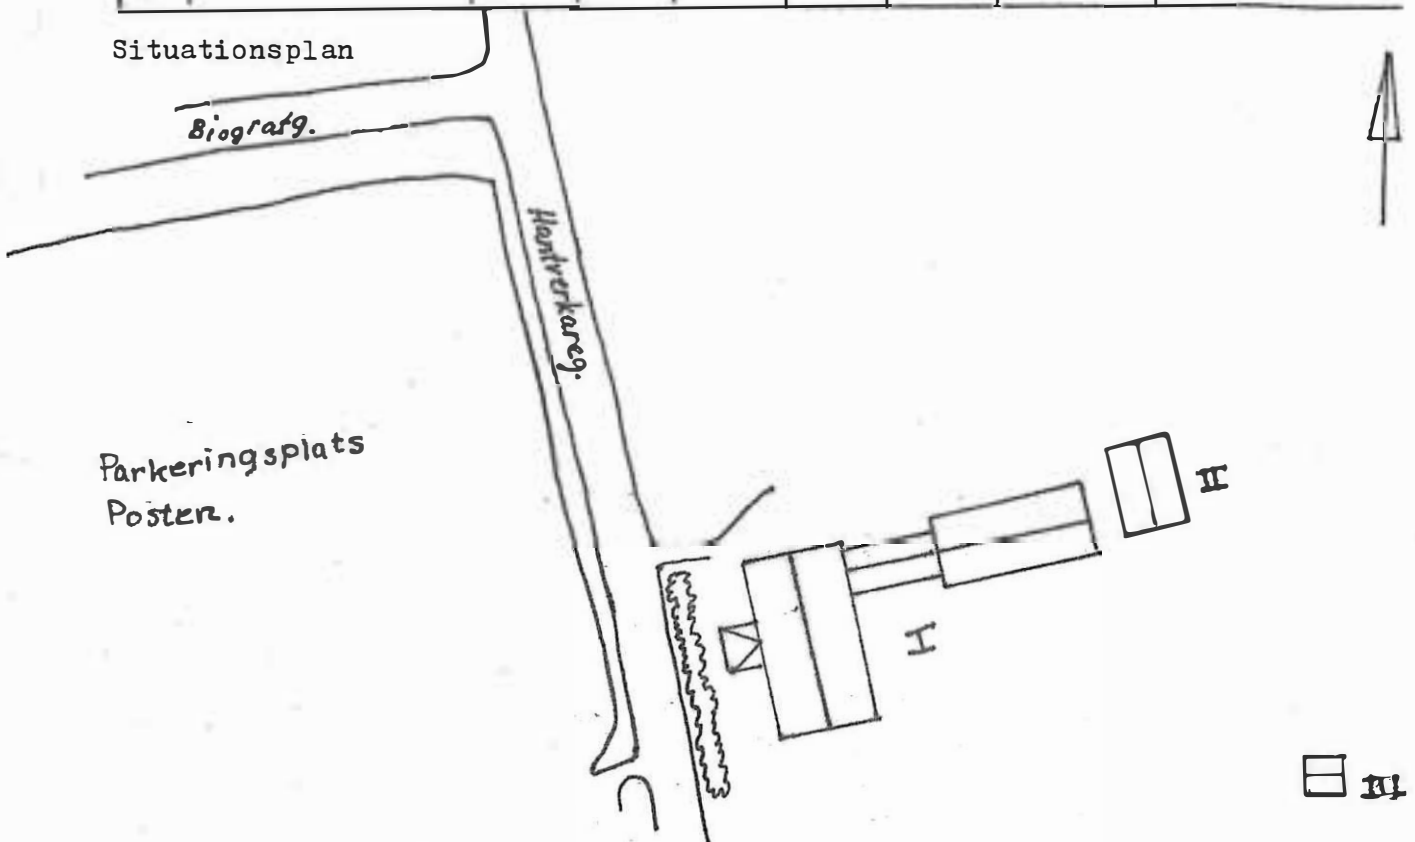 Situationsplan
Biografg.
Hantverkareg.
Parkeringsplats
Posten.
II
I
III